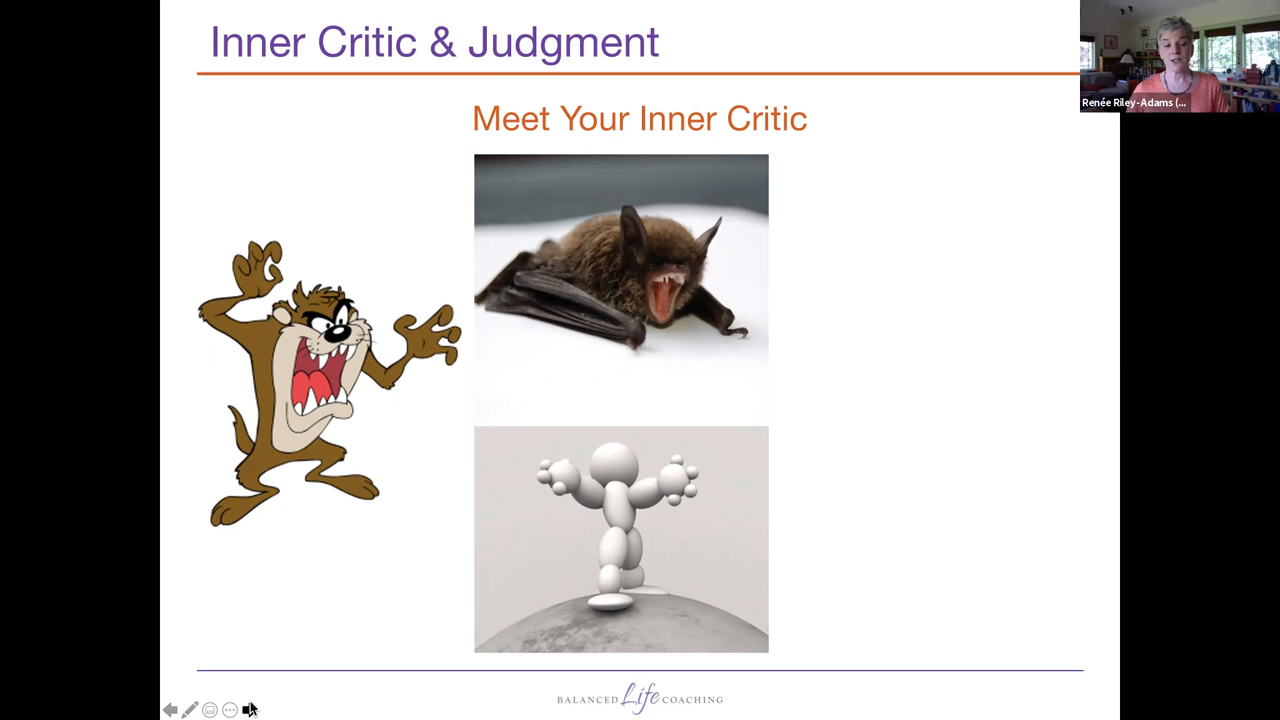 Inner Critic & Judgment
Renée Riley-Adams (...
Meet Your Inner Critic
BALANCED Life COACHING